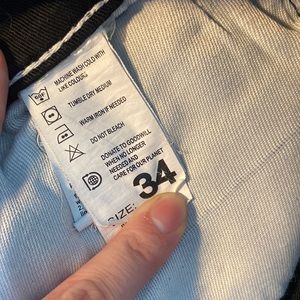 MACHINE WASH COLD WITH
LIKE COLOURS
TUMBLE DRY MEDIUM
WARM IRON IF NEEDED
DO NOT BLEACH
DONATE TO GOODWILL
WHEN NO LONGER
NEEDED AND
CARE FOR OUR PLANET
SIZE:
34